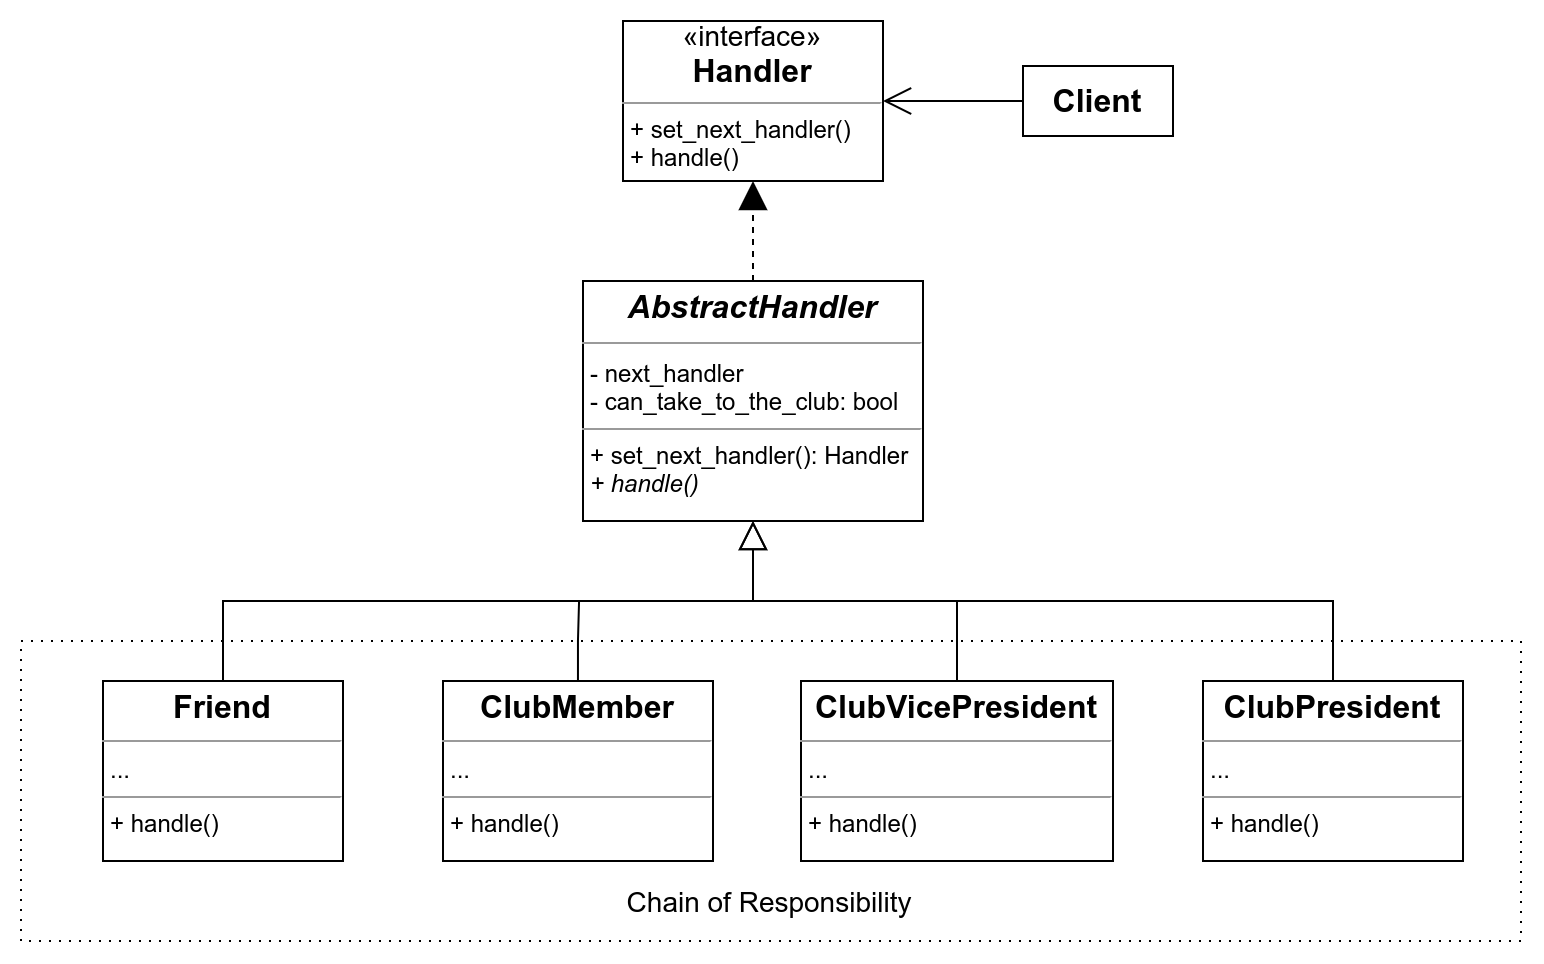 «interface»
Handler
+ set_next_handler()
+ handle()
Client
AbstractHandler
- next_handler
- can_take_to_the_club: bool
+ set_next_handler(): Handler
+ handle()
Friend
...
+ handle()
ClubMember
...
+ handle()
ClubVicePresident
...
+ handle()
ClubPresident
...
+ handle()
Chain of Responsibility